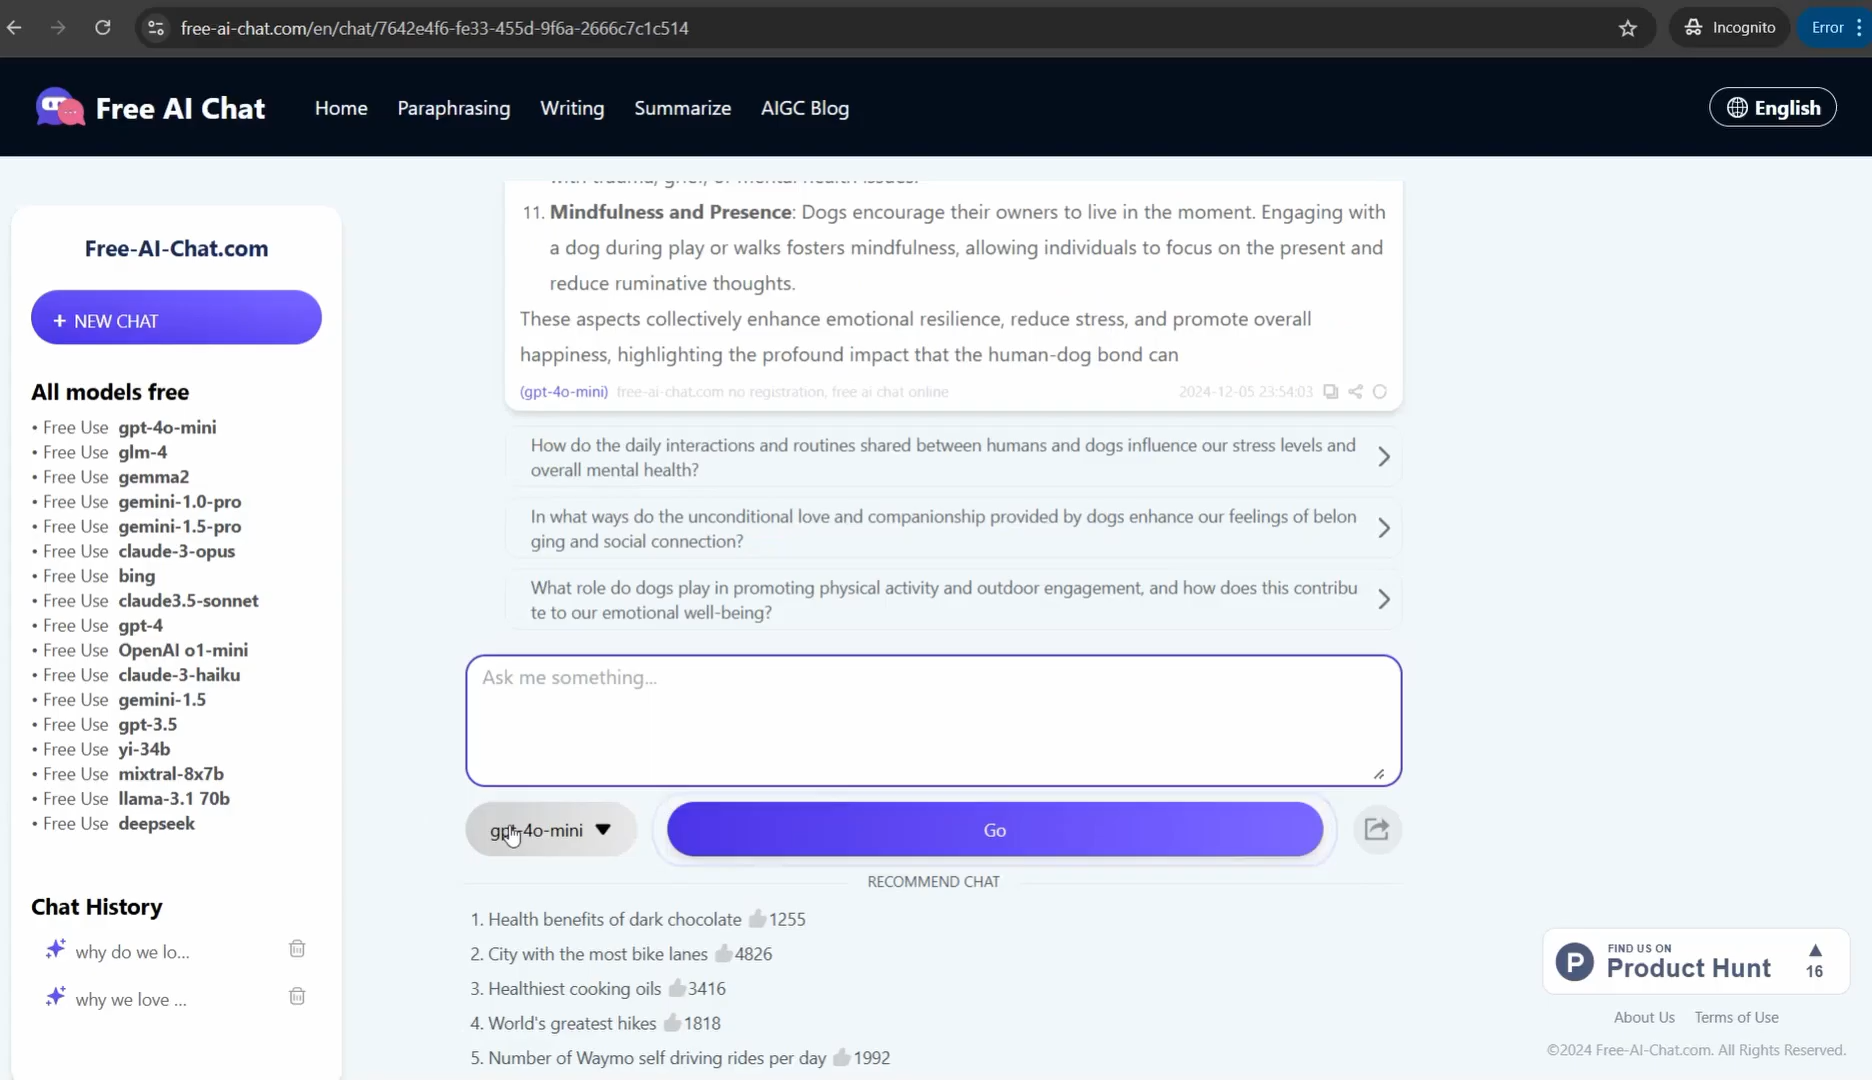 free-ai-chat.com/en/chat/7642e4f6-fe33-455d-9f6a-2666c7c1c514
Incognito
Error
Free AI Chat
Home
Paraphrasing
Writing
Summarize
AIGC Blog
English
Free-AI-Chat.com
+ NEW CHAT
All models free
• Free Use gpt-4o-mini
• Free Use glm-4
• Free Use gemma2
• Free Use gemini-1.0-pro
• Free Use gemini-1.5-pro
• Free Use claude-3-opus
• Free Use bing
• Free Use claude3.5-sonnet
• Free Use gpt-4
• Free Use OpenAI o1-mini
• Free Use claude-3-haiku
• Free Use gemini-1.5
• Free Use gpt-3.5
• Free Use yi-34b
• Free Use mixtral-8x7b
• Free Use llama-3.1 70b
• Free Use deepseek
Chat History
why do we lo...
why we love ...
with trauma, grief, or mental health issues.
11. Mindfulness and Presence: Dogs encourage their owners to live in the moment. Engaging with
a dog during play or walks fosters mindfulness, allowing individuals to focus on the present and
reduce ruminative thoughts.
These aspects collectively enhance emotional resilience, reduce stress, and promote overall
happiness, highlighting the profound impact that the human-dog bond can
(gpt-4o-mini) free-ai-chat.com no registration, free ai chat online
2024-12-05 23:54:03
How do the daily interactions and routines shared between humans and dogs influence our stress levels and
overall mental health?
In what ways do the unconditional love and companionship provided by dogs enhance our feelings of belon
ging and social connection?
What role do dogs play in promoting physical activity and outdoor engagement, and how does this contribu
te to our emotional well-being?
Ask me something...
gpt-4o-mini
Go
RECOMMEND CHAT
1. Health benefits of dark chocolate 1255
2. City with the most bike lanes 4826
3. Healthiest cooking oils 3416
4. World's greatest hikes 1818
5. Number of Waymo self driving rides per day 1992
P
FIND US ON
Product Hunt
16
About Us
Terms of Use
©2024 Free-AI-Chat.com. All Rights Reserved.